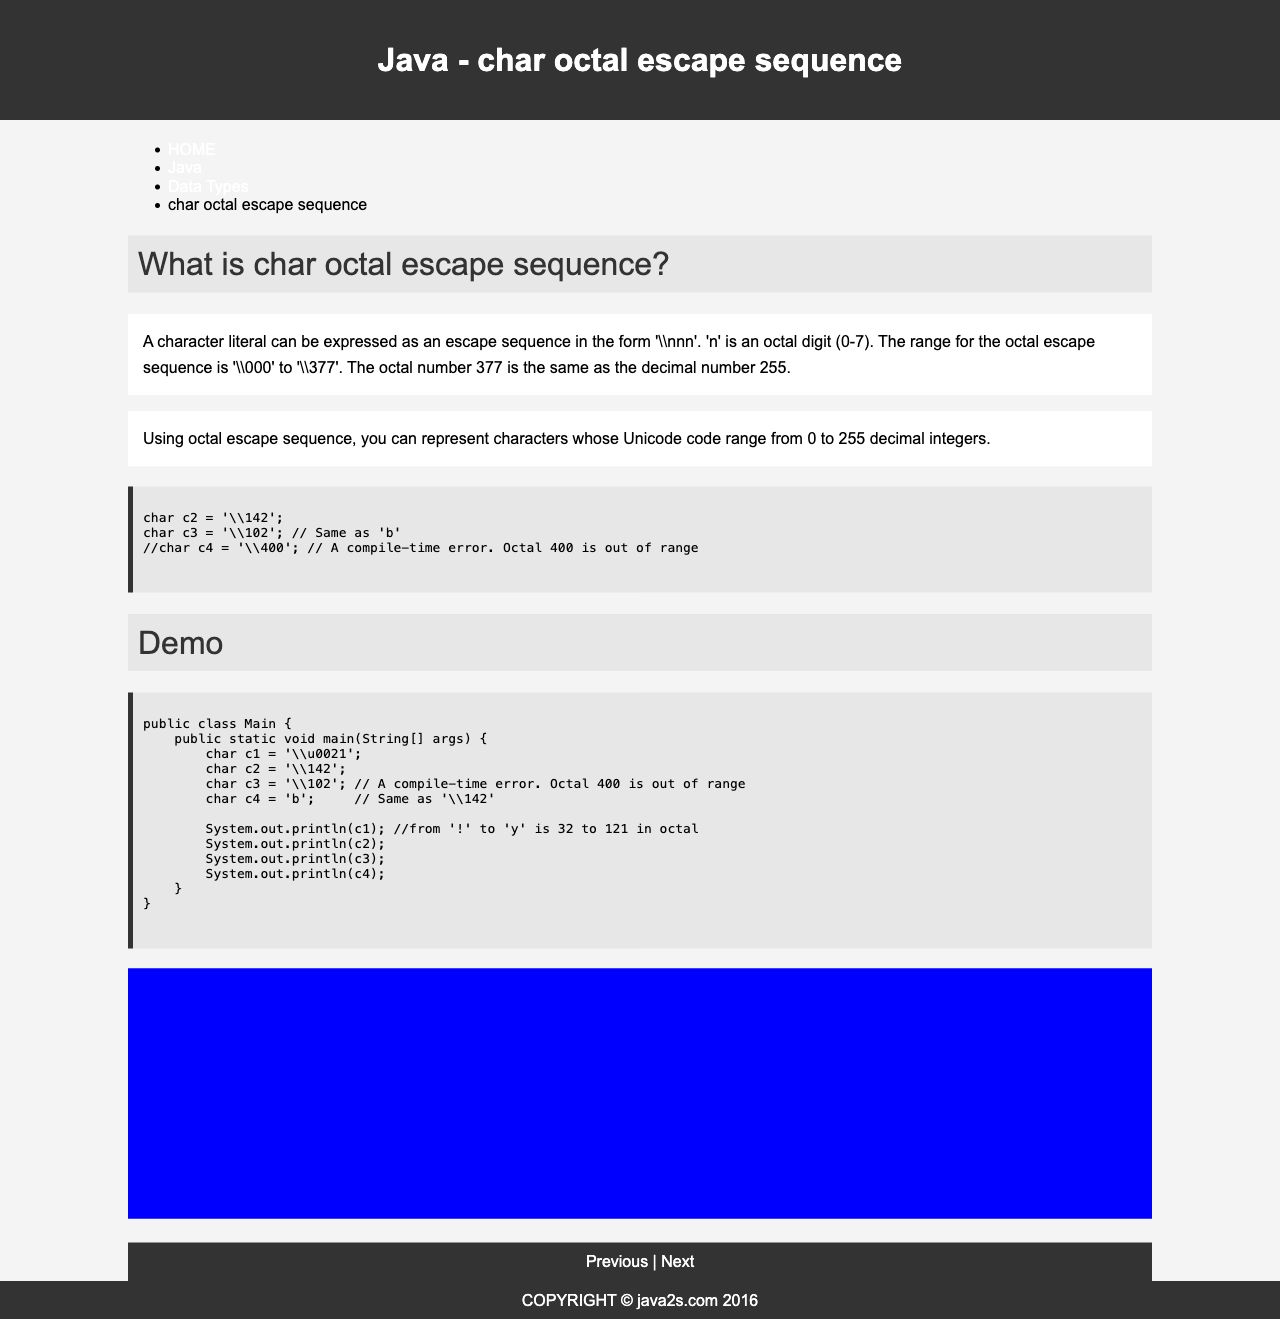 Java - char octal escape sequence
HOME
Java
Data Types
char octal escape sequence
What is char octal escape sequence?
A character literal can be expressed as an escape sequence in the form '\\nnn'. 'n' is an octal digit (0-7). The range for the octal escape
sequence is '\\000' to '\\377'. The octal number 377 is the same as the decimal number 255.
Using octal escape sequence, you can represent characters whose Unicode code range from 0 to 255 decimal integers.
char c2 = '\\142';
char c3 = '\\102'; // Same as 'b'
//char c4 = '\\400'; // A compile-time error. Octal 400 is out of range
Demo
public class Main {
    public static void main(String[] args) {
        char c1 = '\\u0021';
        char c2 = '\\142';
        char c3 = '\\102'; // A compile-time error. Octal 400 is out of range
        char c4 = 'b';     // Same as '\\142'
        System.out.println(c1); //from '!' to 'y' is 32 to 121 in octal
        System.out.println(c2);
        System.out.println(c3);
        System.out.println(c4);
    }
}
Previous | Next
COPYRIGHT © java2s.com 2016